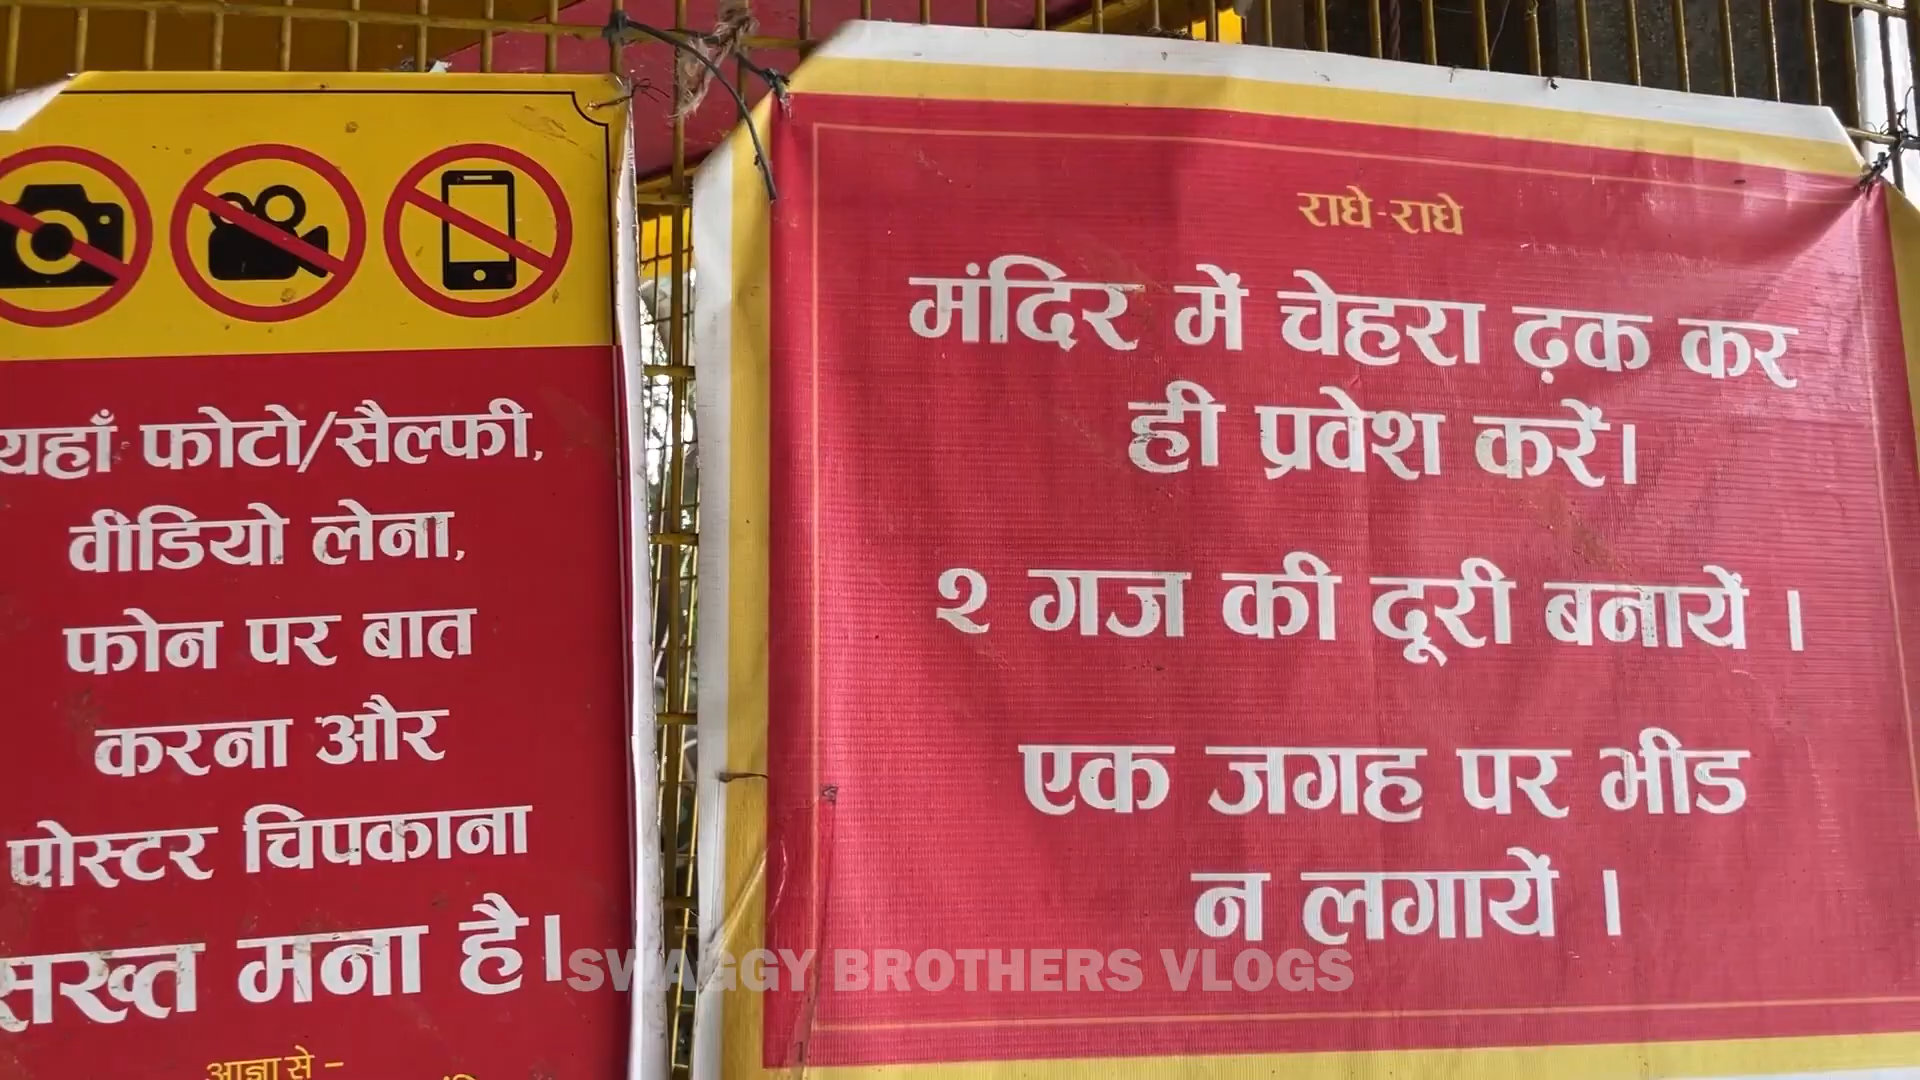 यहाँ फोटो/सैल्फी,
वीडियो लेना,
फोन पर बात
करना और
पोस्टर चिपकाना
सख्त मना है।
आज्ञा से –
राधे-राधे
मंदिर में चेहरा ढ़क कर
ही प्रवेश करें।
२ गज की दूरी बनायें ।
एक जगह पर भीड
न लगायें ।
SWAGGY BROTHERS VLOGS